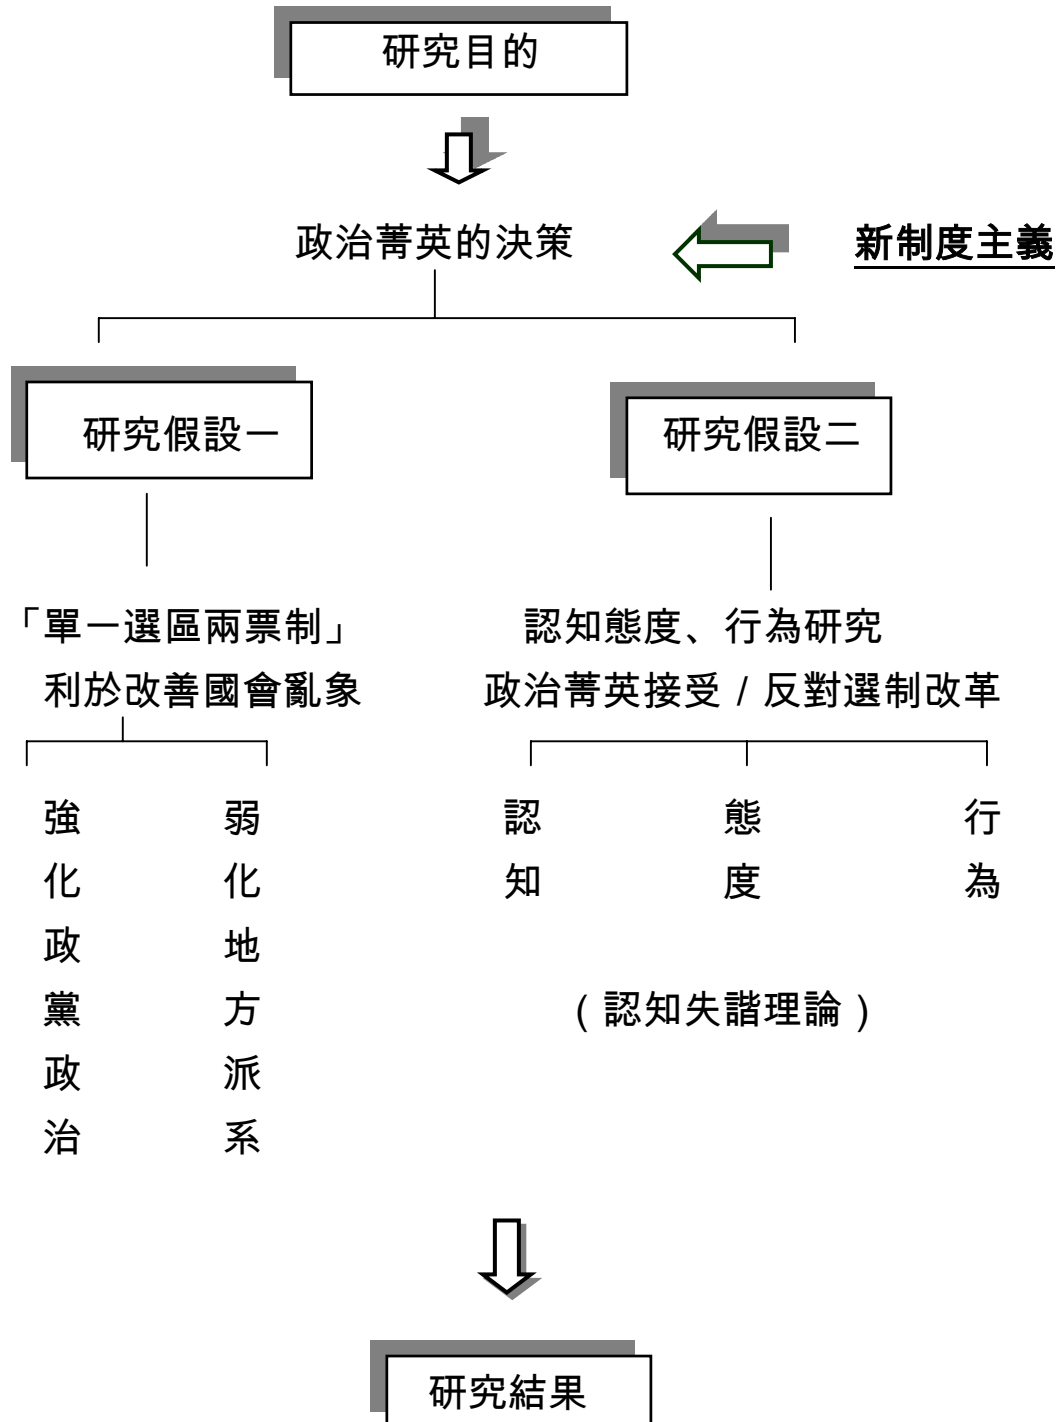 研究目的
政治菁英的決策
新制度主義
研究假設一
研究假設二
「單一選區兩票制」
利於改善國會亂象
認知態度、行為研究
政治菁英接受 / 反對選制改革
強化政黨政治
弱化地方派系
認知
態度
行為
( 認知失諧理論 )
研究結果